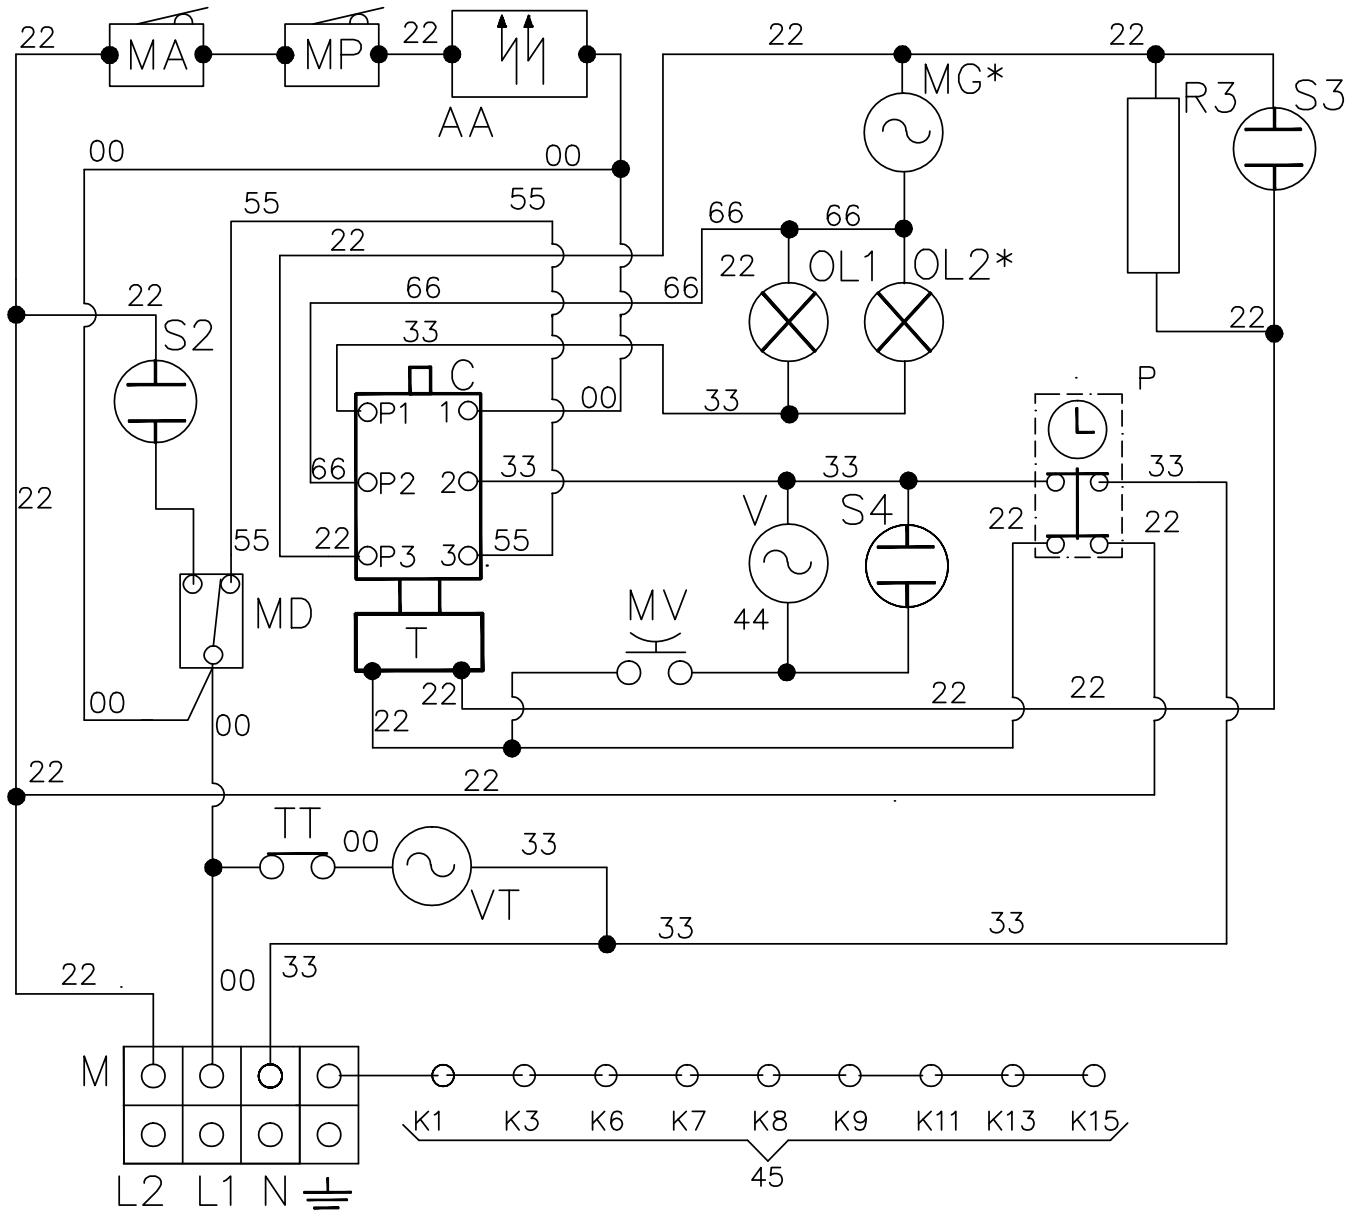 22 22 22 22
MA MP MG*
AA R3 S3
00 00
55 55
22 66 66
22 OL1 OL2*
22 66 66 22
S2 33
C P
P1 1 00 33
66 P2 2 33 33 33
22 V S4 22 22
55 22 P3 3 55
MD MV 44
T
00 22 22 22
00 22
22 22
TT 00 33
VT
33 33
22 00 33
M
K1 K3 K6 K7 K8 K9 K11 K13 K15
45
L2 L1 N